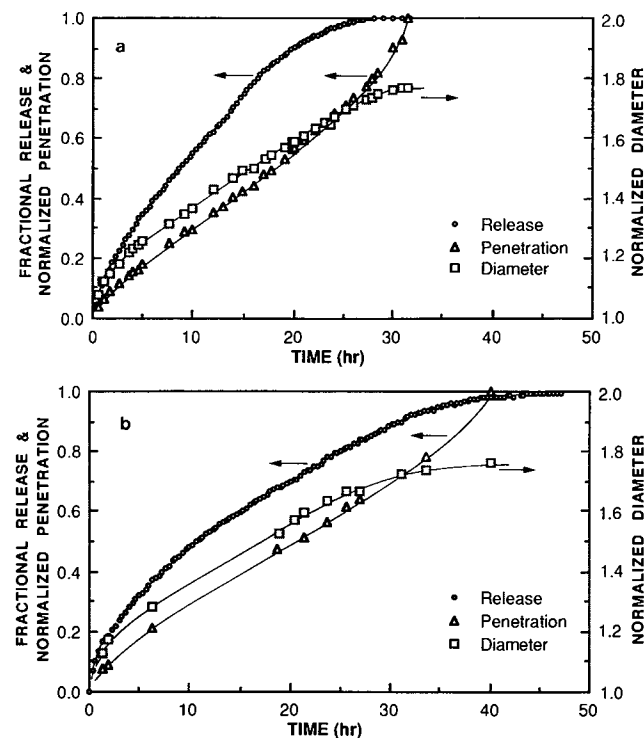 a
1.0
0.8
0.6
0.4
0.2
0.0
FRACTIONAL RELEASE &
NORMALIZED PENETRATION
2.0
1.8
1.6
1.4
1.2
1.0
NORMALIZED DIAMETER
Release
Penetration
Diameter
0 10 20 30 40 50
TIME (hr)
b
1.0
0.8
0.6
0.4
0.2
0.0
FRACTIONAL RELEASE &
NORMALIZED PENETRATION
2.0
1.8
1.6
1.4
1.2
1.0
NORMALIZED DIAMETER
Release
Penetration
Diameter
0 10 20 30 40 50
TIME (hr)